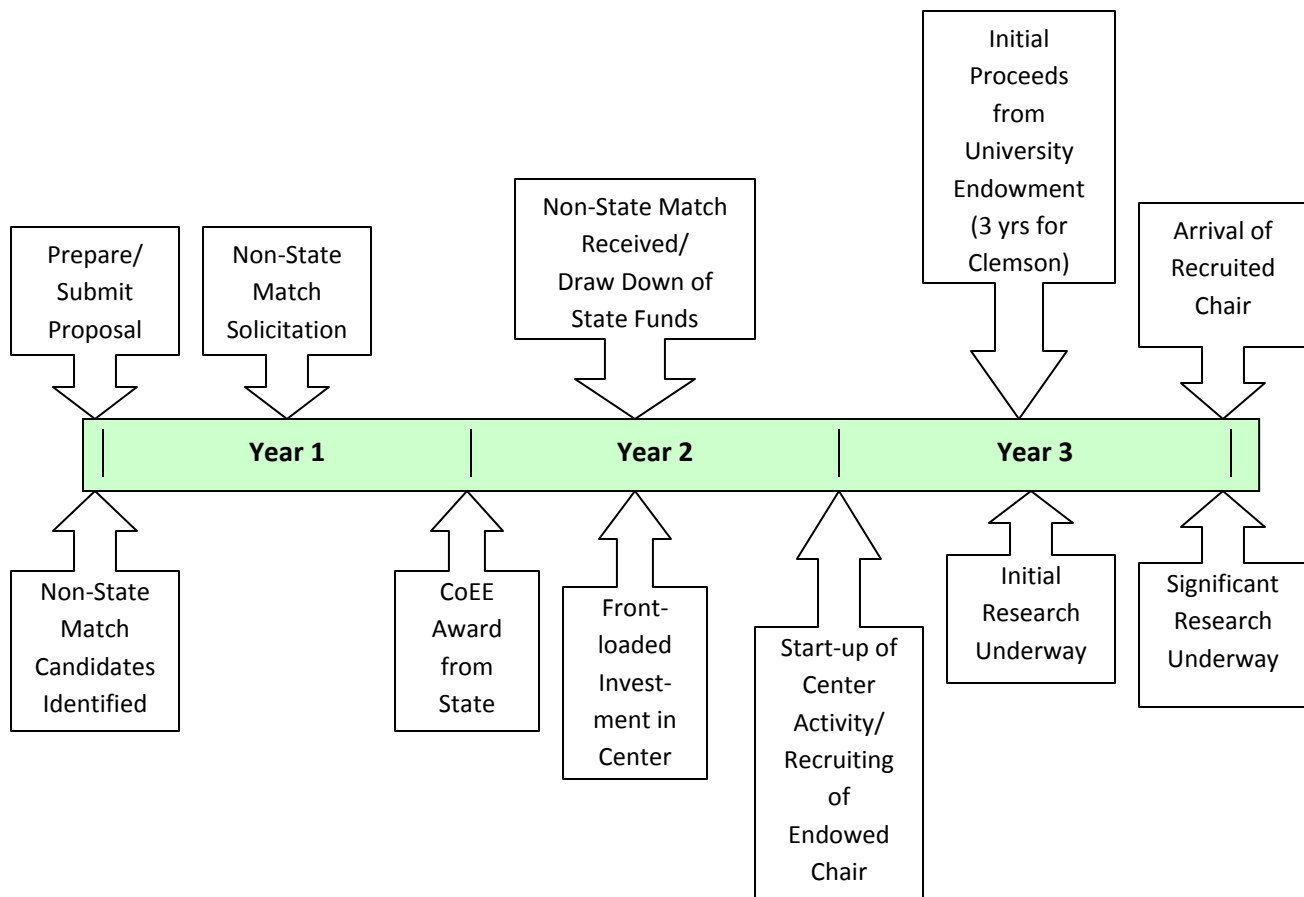 Prepare/
Submit
Proposal
Non-State
Match
Solicitation
Non-State Match
Received/
Draw Down of
State Funds
Initial
Proceeds
from
University
Endowment
(3 yrs for
Clemson)
Arrival of
Recruited
Chair
Year 1
Year 2
Year 3
Non-State
Match
Candidates
Identified
CoEE
Award
from
State
Front-
loaded
Invest-
ment in
Center
Start-up of
Center
Activity/
Recruiting
of
Endowed
Chair
Initial
Research
Underway
Significant
Research
Underway